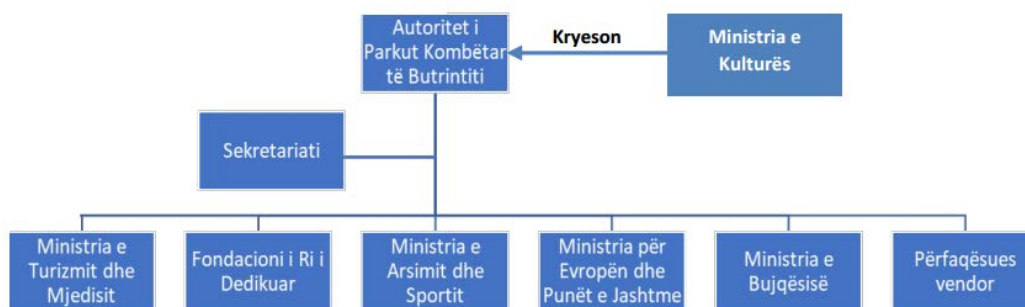 Autoritet i
Parkut Kombëtar
të Butrintiti
Kryeson
Ministria e
Kulturës
Sekretariati
Ministria e
Turizmit dhe
Mjedisit
Fondacioni i Ri i
Dedikuar
Ministria e
Arsimit dhe
Sportit
Ministria për
Evropën dhe
Punët e Jashtme
Ministria e
Bujqësisë
Përfaqësues
vendor